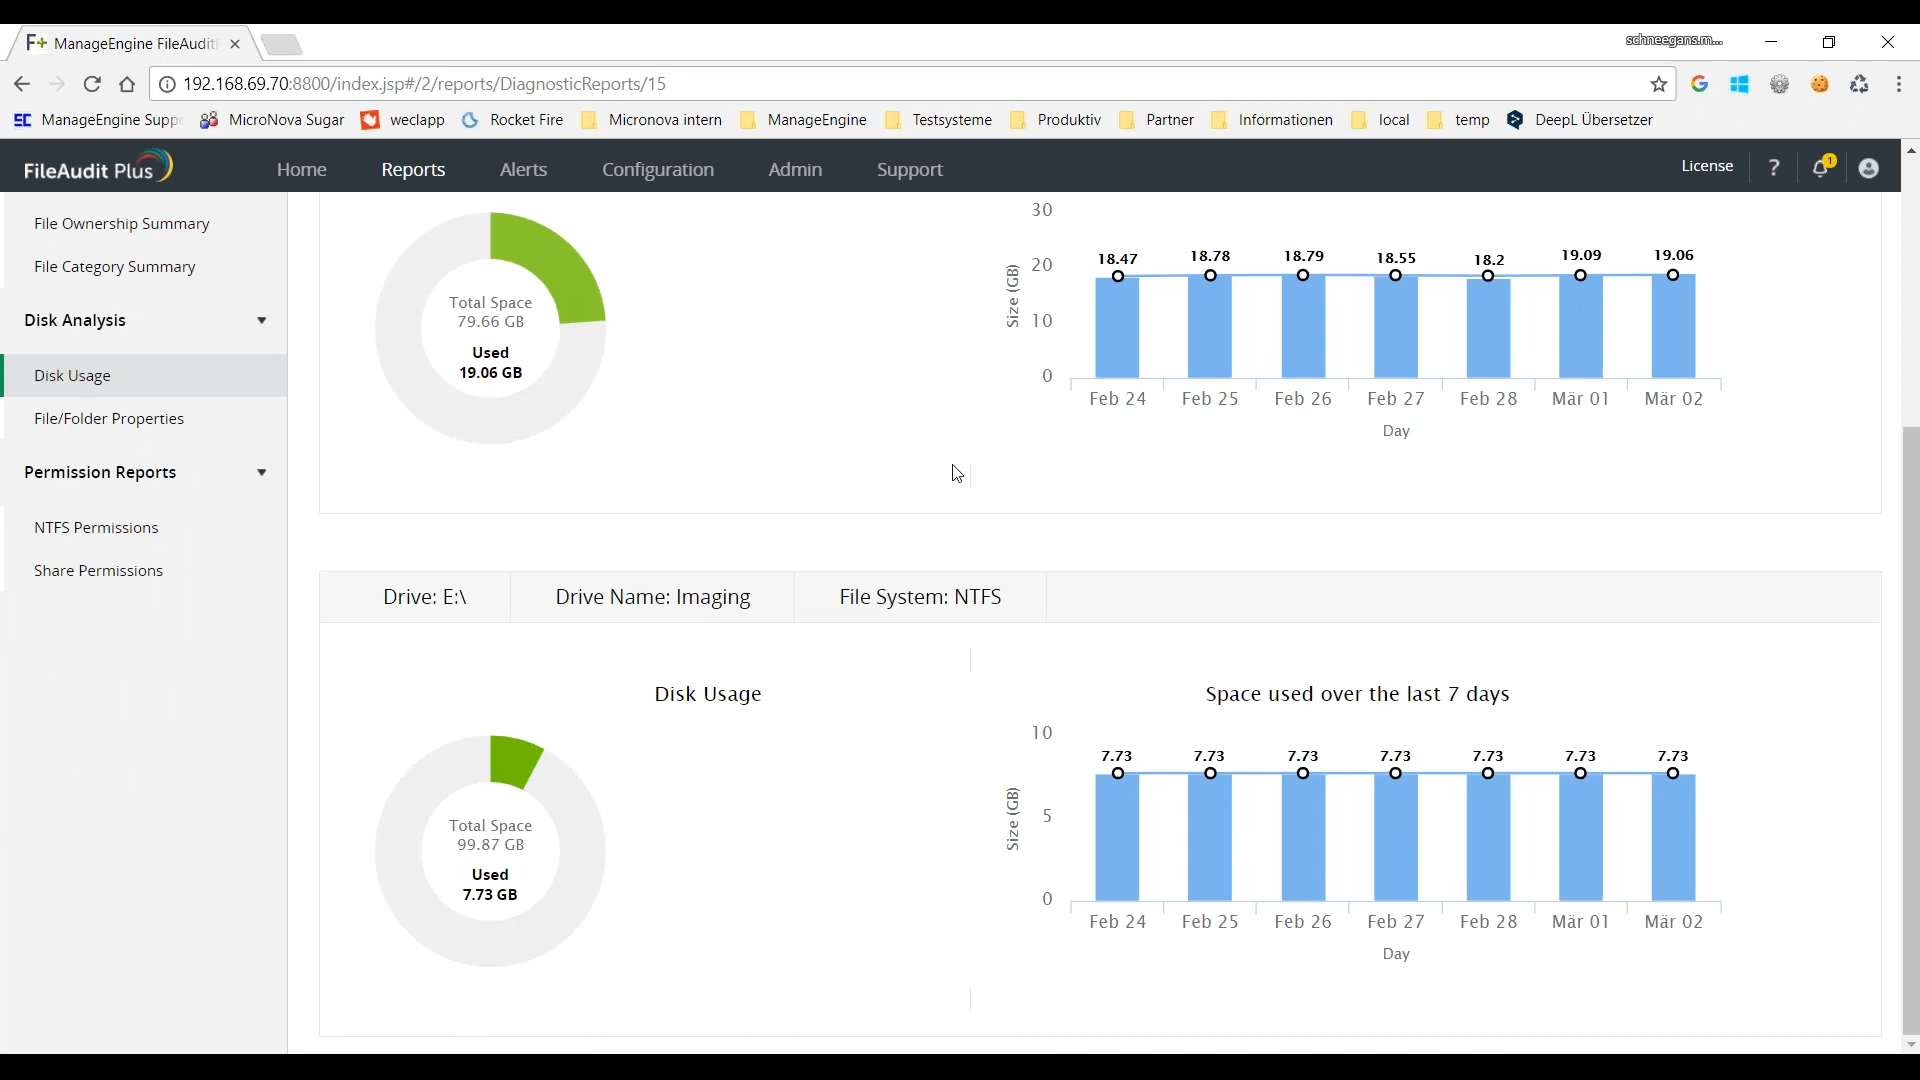 F+ ManageEngine FileAudit
schneegans.m...
192.168.69.70:8800/index.jsp#/2/reports/DiagnosticReports/15
SC ManageEngine Supp MicroNova Sugar weclapp Rocket Fire Micronova intern ManageEngine Testsysteme Produktiv Partner Informationen local temp DeepL Übersetzer
FileAudit Plus Home Reports Alerts Configuration Admin Support License ? 1
File Ownership Summary
File Category Summary
Disk Analysis
Disk Usage
File/Folder Properties
Permission Reports
NTFS Permissions
Share Permissions
Total Space
79.66 GB
Used
19.06 GB
Size (GB)
30
20
10
0
18.47 18.78 18.79 18.55 18.2 19.09 19.06
Feb 24 Feb 25 Feb 26 Feb 27 Feb 28 Mär 01 Mär 02
Day
Drive: E:\ Drive Name: Imaging File System: NTFS
Disk Usage
Total Space
99.87 GB
Used
7.73 GB
Space used over the last 7 days
Size (GB)
10
5
0
7.73 7.73 7.73 7.73 7.73 7.73 7.73
Feb 24 Feb 25 Feb 26 Feb 27 Feb 28 Mär 01 Mär 02
Day